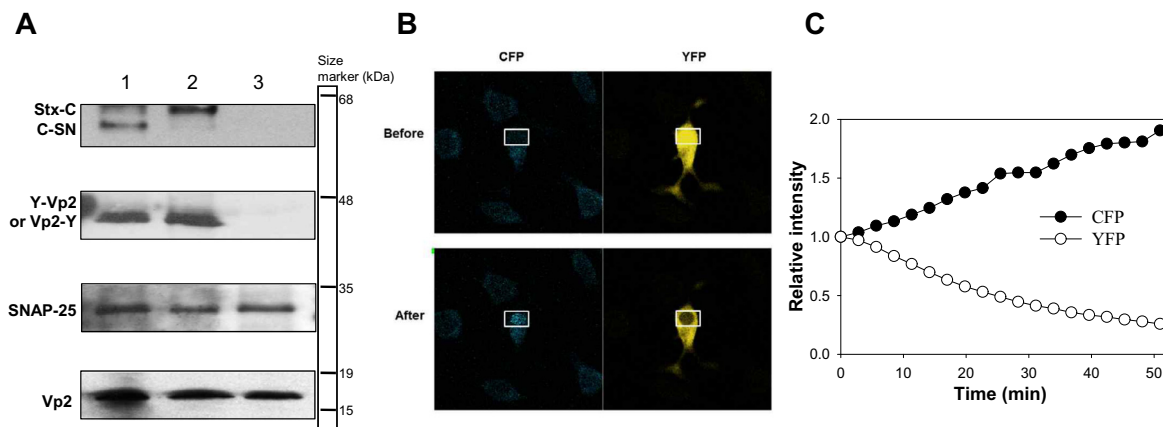 A
1 2 3
Size
marker (kDa)
Stx-C
C-SN
68
Y-Vp2
or Vp2-Y
48
35
SNAP-25
19
Vp2
15
B
CFP YFP
Before
After
C
2.0
1.5
1.0
0.5
0.0
Relative intensity
CFP
YFP
0 10 20 30 40 50
Time (min)